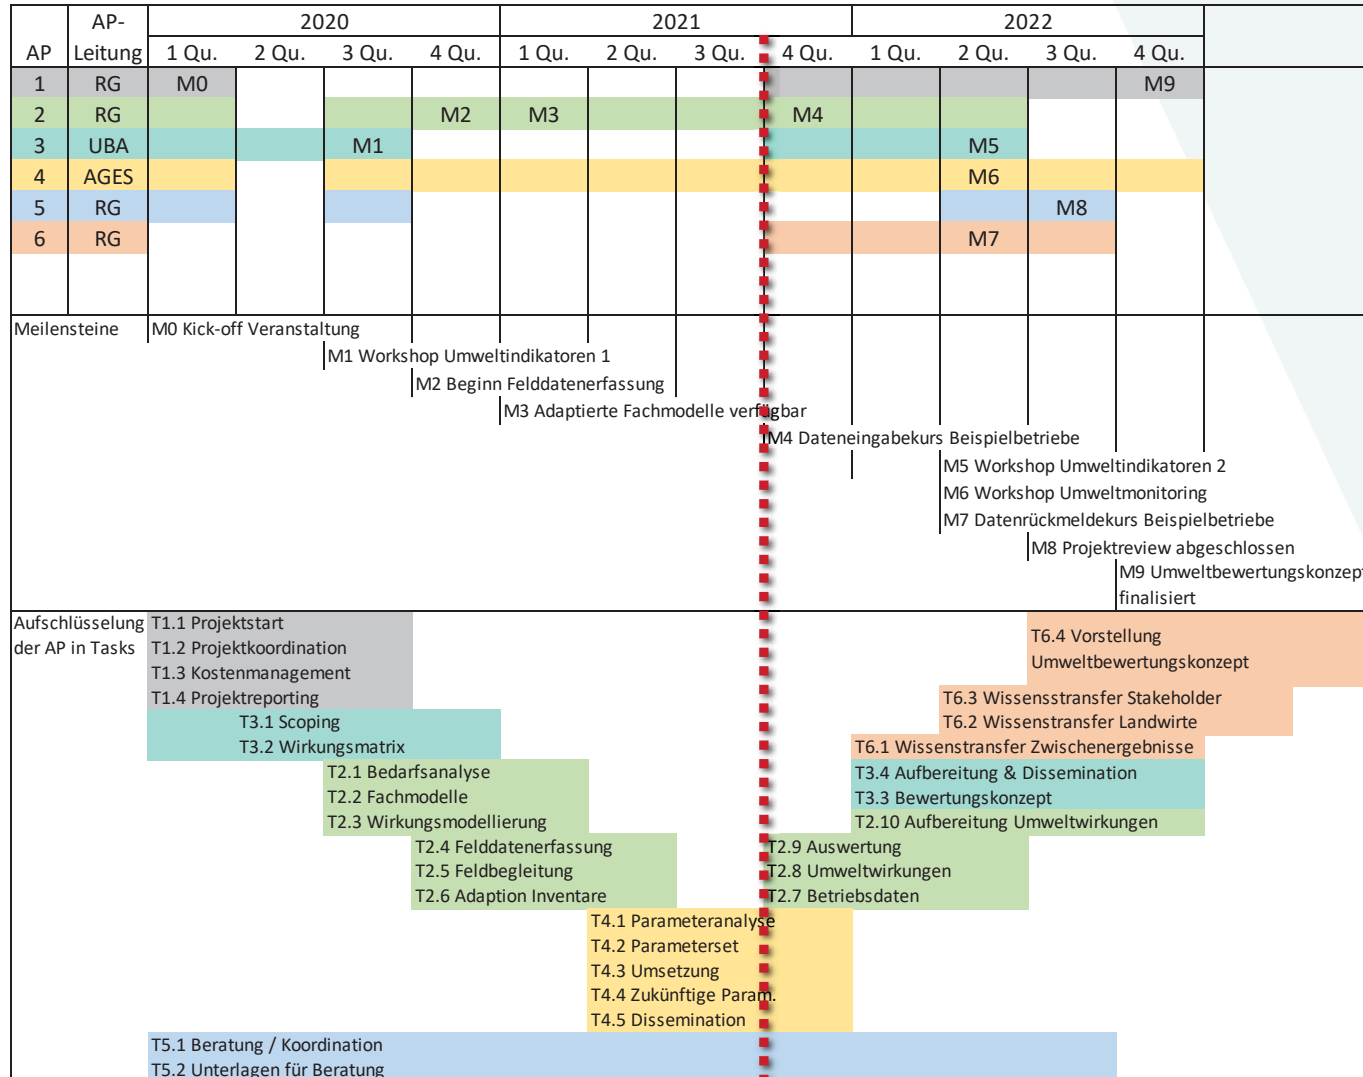 AP-
2020 2021 2022
AP Leitung 1 Qu. 2 Qu. 3 Qu. 4 Qu. 1 Qu. 2 Qu. 3 Qu. 4 Qu. 1 Qu. 2 Qu. 3 Qu. 4 Qu.
1 RG M0 M9
2 RG M2 M3 M4
3 UBA M1 M5
4 AGES M6
5 RG M8
6 RG M7
Meilensteine M0 Kick-off Veranstaltung
M1 Workshop Umweltindikatoren 1
M2 Beginn Felddatenerfassung
M3 Adaptierte Fachmodelle verfügbar
M4 Dateneingabekurs Beispielbetriebe
M5 Workshop Umweltindikatoren 2
M6 Workshop Umweltmonitoring
M7 Datenrückmeldekurs Beispielbetriebe
M8 Projektreview abgeschlossen
M9 Umweltbewertungskonzept
finalisiert
Aufschlüsselung
der AP in Tasks
T1.1 Projektstart
T1.2 Projektkoordination
T1.3 Kostenmanagement
T1.4 Projektreporting
T6.4 Vorstellung
Umweltbewertungskonzept
T6.3 Wissensstransfer Stakeholder
T3.1 Scoping T6.2 Wissenstransfer Landwirte
T3.2 Wirkungsmatrix T6.1 Wissenstransfer Zwischenergebnisse
T2.1 Bedarfsanalyse T3.4 Aufbereitung & Dissemination
T2.2 Fachmodelle T3.3 Bewertungskonzept
T2.3 Wirkungsmodellierung T2.10 Aufbereitung Umweltwirkungen
T2.4 Felddatenerfassung T2.9 Auswertung
T2.5 Feldbegleitung T2.8 Umweltwirkungen
T2.6 Adaption Inventare T2.7 Betriebsdaten
T4.1 Parameteranalyse
T4.2 Parameterset
T4.3 Umsetzung
T4.4 Zukünftige Param.
T4.5 Dissemination
T5.1 Beratung / Koordination
T5.2 Unterlagen für Beratung